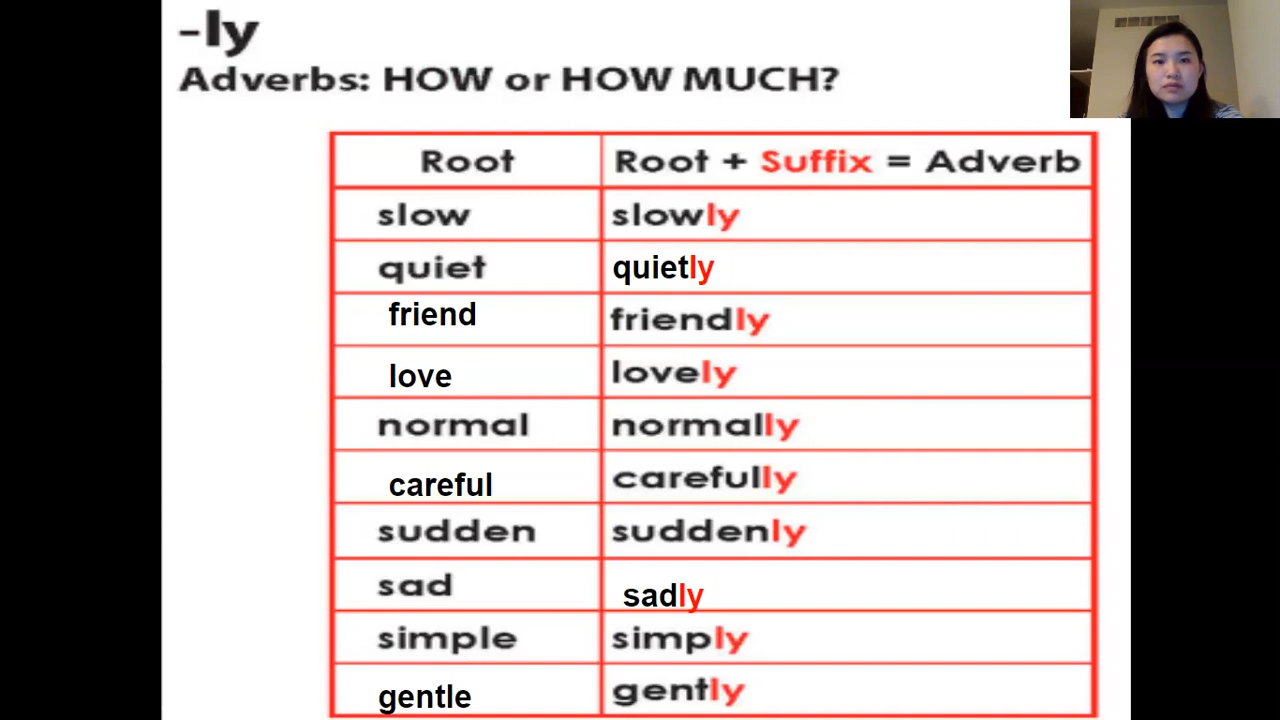 -ly
Adverbs: HOW or HOW MUCH?
Root Root + Suffix = Adverb
slow slowly
quiet quietly
friend friendly
love lovely
normal normally
careful carefully
sudden suddenly
sad sadly
simple simply
gentle gently